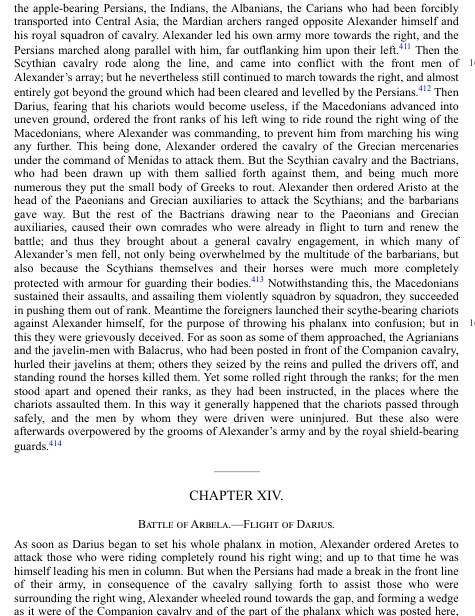 the apple-bearing Persians, the Indians, the Albanians, the Carians who had been forcibly
transported into Central Asia, the Mardian archers ranged opposite Alexander himself and
his royal squadron of cavalry. Alexander led his own army more towards the right, and the
Persians marched along parallel with him, far outflanking him upon their left.411 Then the
Scythian cavalry rode along the line, and came into conflict with the front men of
Alexander's array; but he nevertheless still continued to march towards the right, and almost
entirely got beyond the ground which had been cleared and levelled by the Persians.412 Then
Darius, fearing that his chariots would become useless, if the Macedonians advanced into
uneven ground, ordered the front ranks of his left wing to ride round the right wing of the
Macedonians, where Alexander was commanding, to prevent him from marching his wing
any further. This being done, Alexander ordered the cavalry of the Grecian mercenaries
under the command of Menidas to attack them. But the Scythian cavalry and the Bactrians,
who had been drawn up with them sallied forth against them, and being much more
numerous they put the small body of Greeks to rout. Alexander then ordered Aristo at the
head of the Paeonians and Grecian auxiliaries to attack the Scythians; and the barbarians
gave way. But the rest of the Bactrians drawing near to the Paeonians and Grecian
auxiliaries, caused their own comrades who were already in flight to turn and renew the
battle; and thus they brought about a general cavalry engagement, in which many of
Alexander's men fell, not only being overwhelmed by the multitude of the barbarians, but
also because the Scythians themselves and their horses were much more completely
protected with armour for guarding their bodies.413 Notwithstanding this, the Macedonians
sustained their assaults, and assailing them violently squadron by squadron, they succeeded
in pushing them out of rank. Meantime the foreigners launched their scythe-bearing chariots
against Alexander himself, for the purpose of throwing his phalanx into confusion; but in
this they were grievously deceived. For as soon as some of them approached, the Agrianians
and the javelin-men with Balacrus, who had been posted in front of the Companion cavalry,
hurled their javelins at them; others they seized by the reins and pulled the drivers off, and
standing round the horses killed them. Yet some rolled right through the ranks; for the men
stood apart and opened their ranks, as they had been instructed, in the places where the
chariots assaulted them. In this way it generally happened that the chariots passed through
safely, and the men by whom they were driven were uninjured. But these also were
afterwards overpowered by the grooms of Alexander's army and by the royal shield-bearing
guards.414
CHAPTER XIV.
Battle of Arbela.—Flight of Darius.
As soon as Darius began to set his whole phalanx in motion, Alexander ordered Aretes to
attack those who were riding completely round his right wing; and up to that time he was
himself leading his men in column. But when the Persians had made a break in the front line
of their army, in consequence of the cavalry sallying forth to assist those who were
surrounding the right wing, Alexander wheeled round towards the gap, and forming a wedge
as it were of the Companion cavalry and of the part of the phalanx which was posted here,